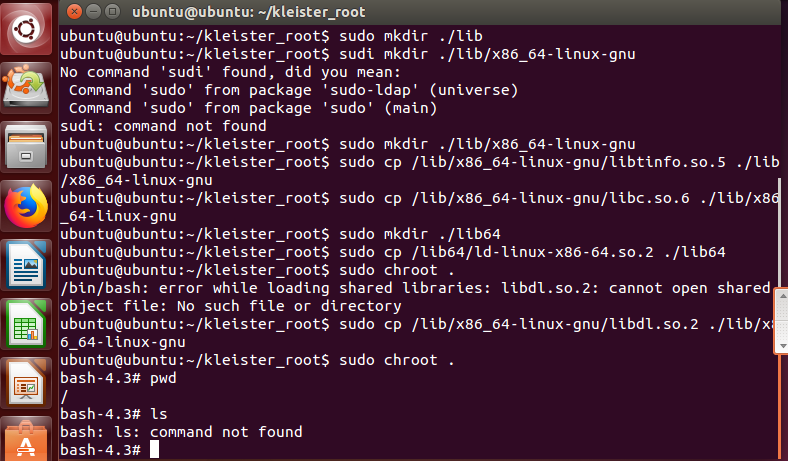 ubuntu@ubuntu: ~/kleister_root
ubuntu@ubuntu:~/kleister_root$ sudo mkdir ./lib
ubuntu@ubuntu:~/kleister_root$ sudi mkdir ./lib/x86_64-linux-gnu
No command 'sudi' found, did you mean:
 Command 'sudo' from package 'sudo-ldap' (universe)
 Command 'sudo' from package 'sudo' (main)
sudi: command not found
ubuntu@ubuntu:~/kleister_root$ sudo mkdir ./lib/x86_64-linux-gnu
ubuntu@ubuntu:~/kleister_root$ sudo cp /lib/x86_64-linux-gnu/libtinfo.so.5 ./lib
/x86_64-linux-gnu
ubuntu@ubuntu:~/kleister_root$ sudo cp /lib/x86_64-linux-gnu/libc.so.6 ./lib/x86
_64-linux-gnu
ubuntu@ubuntu:~/kleister_root$ sudo mkdir ./lib64
ubuntu@ubuntu:~/kleister_root$ sudo cp /lib64/ld-linux-x86-64.so.2 ./lib64
ubuntu@ubuntu:~/kleister_root$ sudo chroot .
/bin/bash: error while loading shared libraries: libdl.so.2: cannot open shared
object file: No such file or directory
ubuntu@ubuntu:~/kleister_root$ sudo cp /lib/x86_64-linux-gnu/libdl.so.2 ./lib/x8
6_64-linux-gnu
ubuntu@ubuntu:~/kleister_root$ sudo chroot .
bash-4.3# pwd
/
bash-4.3# ls
bash: ls: command not found
bash-4.3#